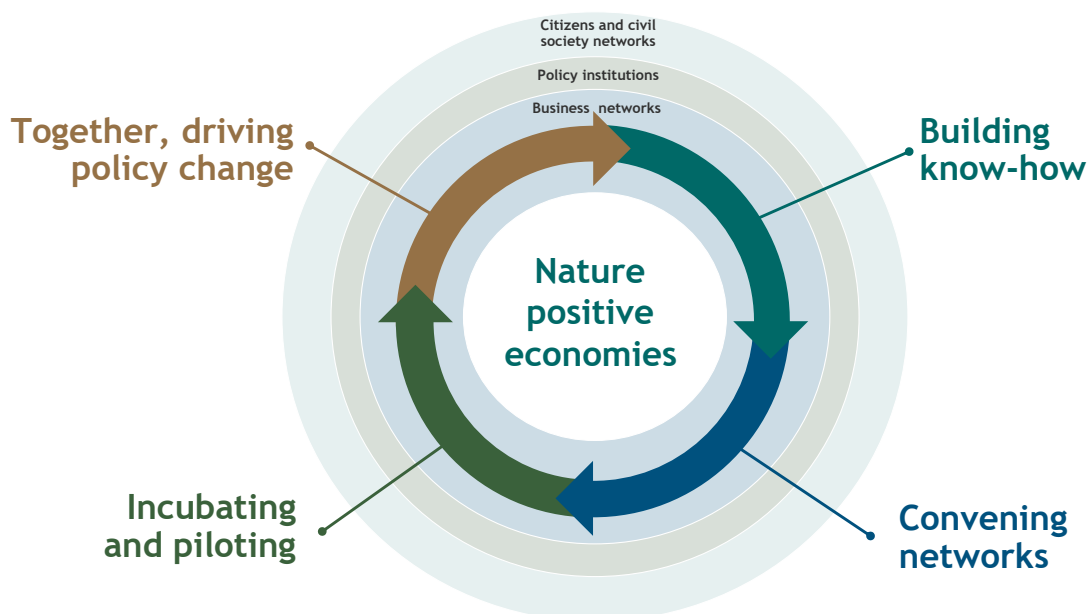 Citizens and civil
society networks
Policy institutions
Business networks
Together, driving
policy change
Building
know-how
Nature
positive
economies
Incubating
and piloting
Convening
networks